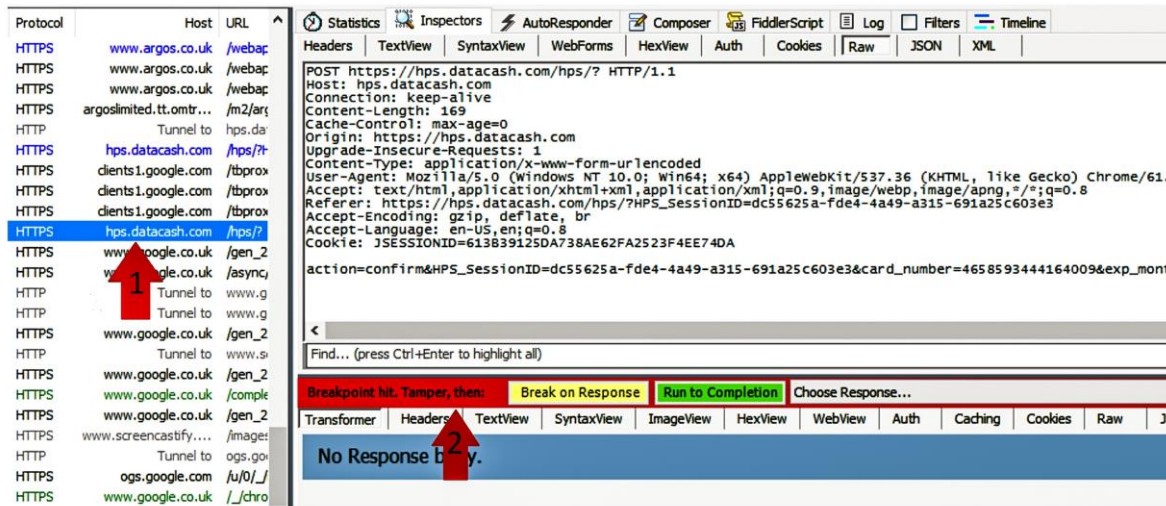 Protocol Host URL
HTTPS www.argos.co.uk /webap
HTTPS www.argos.co.uk /webap
HTTPS www.argos.co.uk /webap
HTTPS argoslimited.tt.omtr... /m2/arg
HTTP Tunnel to hps.da
HTTPS hps.datacash.com /hps/?H
HTTPS clients1.google.com /tbprox
HTTPS clients1.google.com /tbprox
HTTPS clients1.google.com /tbprox
HTTPS hps.datacash.com /hps/?
HTTPS /gen_2
HTTPS /async/
HTTP Tunnel to www.g
HTTP Tunnel to www.g
HTTPS www.google.co.uk /gen_2
HTTP Tunnel to www.s
HTTPS www.google.co.uk /gen_2
HTTPS www.google.co.uk /comple
HTTPS www.google.co.uk /gen_2
HTTPS www.screencastify.... /images
HTTP Tunnel to ogs.go
HTTPS ogs.google.com /u/0/_/
HTTPS www.google.co.uk /_/chro
1
Statistics Inspectors AutoResponder Composer FiddlerScript Log Filters Timeline
Headers TextView SyntaxView WebForms HexView Auth Cookies Raw JSON XML
POST https://hps.datacash.com/hps/? HTTP/1.1
Host: hps.datacash.com
Connection: keep-alive
Content-Length: 169
Cache-Control: max-age=0
Origin: https://hps.datacash.com
Upgrade-Insecure-Requests: 1
Content-Type: application/x-www-form-urlencoded
User-Agent: Mozilla/5.0 (Windows NT 10.0; Win64; x64) AppleWebKit/537.36 (KHTML, like Gecko) Chrome/61.
Accept: text/html,application/xhtml+xml,application/xml;q=0.9,image/webp,image/apng,*/*;q=0.8
Referer: https://hps.datacash.com/hps/?HPS_SessionID=dc55625a-fde4-4a49-a315-691a25c603e3
Accept-Encoding: gzip, deflate, br
Accept-Language: en-US,en;q=0.8
Cookie: JSESSIONID=613B39125DA738AE62FA2523F4EE74DA
action=confirm&HPS_SessionID=dc55625a-fde4-4a49-a315-691a25c603e3&card_number=4658593444164009&exp_mont
Find... (press Ctrl+Enter to highlight all)
Breakpoint hit. Tamper, then: Break on Response Run to Completion Choose Response...
Transformer Headers TextView SyntaxView ImageView HexView WebView Auth Caching Cookies Raw J
2
No Response body.